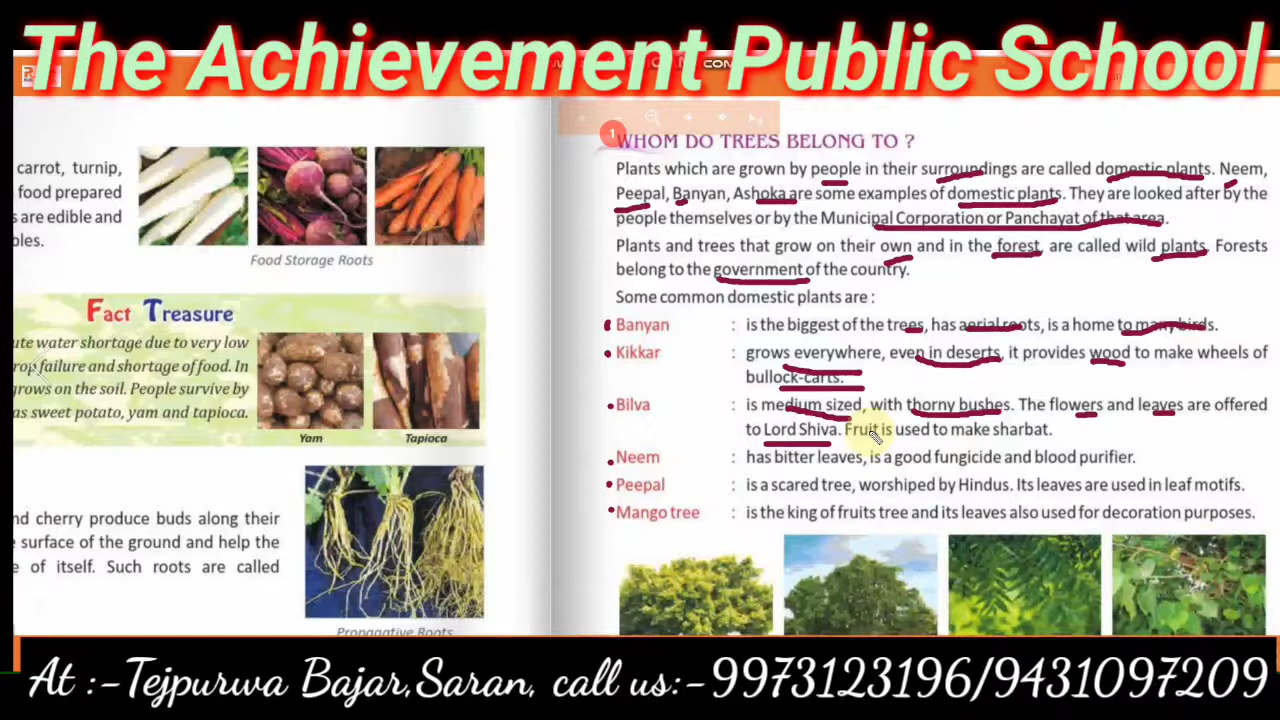 The Achievement Public School
carrot, turnip,
food prepared
s are edible and
bles.
Food Storage Roots
Fact Treasure
ute water shortage due to very low
rop failure and shortage of food. In
grows on the soil. People survive by
as sweet potato, yam and tapioca.
Yam
Tapioca
nd cherry produce buds along their
surface of the ground and help the
e of itself. Such roots are called
Propagative Roots
1
WHOM DO TREES BELONG TO ?
Plants which are grown by people in their surroundings are called domestic plants. Neem,
Peepal, Banyan, Ashoka are some examples of domestic plants. They are looked after by the
people themselves or by the Municipal Corporation or Panchayat of that area.
Plants and trees that grow on their own and in the forest, are called wild plants. Forests
belong to the government of the country.
Some common domestic plants are :
Banyan : is the biggest of the trees, has aerial roots, is a home to many birds.
Kikkar : grows everywhere, even in deserts, it provides wood to make wheels of
bullock-carts.
Bilva : is medium sized, with thorny bushes. The flowers and leaves are offered
to Lord Shiva. Fruit is used to make sharbat.
Neem : has bitter leaves, is a good fungicide and blood purifier.
Peepal : is a scared tree, worshiped by Hindus. Its leaves are used in leaf motifs.
Mango tree : is the king of fruits tree and its leaves also used for decoration purposes.
At :-Tejpurwa Bajar,Saran, call us:-9973123196/9431097209